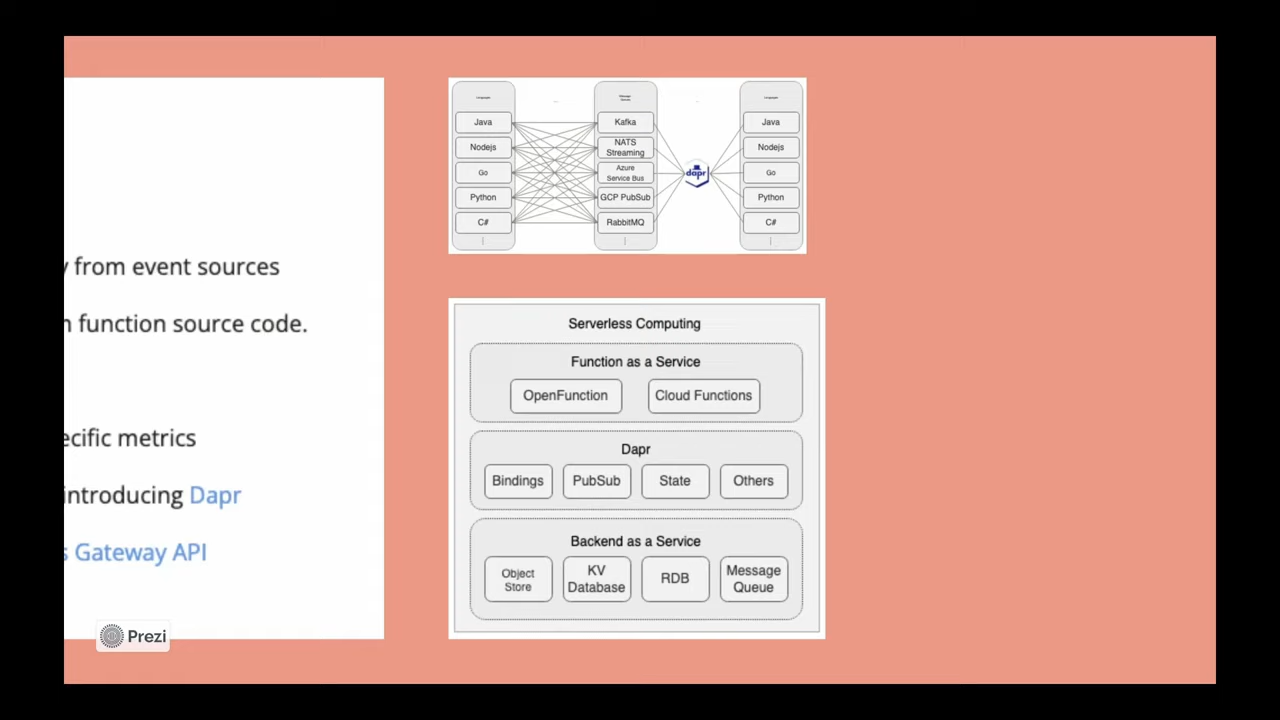 y from event sources
function source code.
ecific metrics
introducing Dapr
s Gateway API
Prezi
Languages
Languages
Java
Kafka
Java
Nodejs
NATS
Streaming
dapr
Nodejs
Go
Azure
Service Bus
Go
Python
GCP PubSub
Python
C#
RabbitMQ
C#
Serverless Computing
Function as a Service
OpenFunction
Cloud Functions
Dapr
Bindings
PubSub
State
Others
Backend as a Service
Object
Store
KV
Database
RDB
Message
Queue